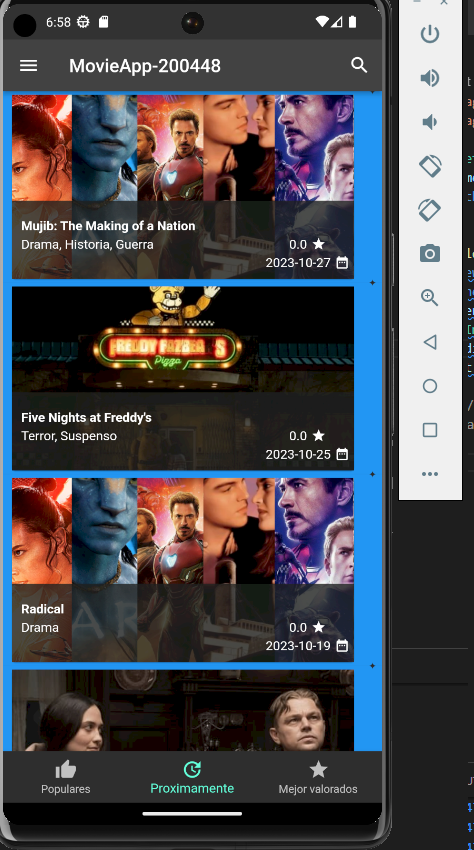 6:58
MovieApp-200448
Mujib: The Making of a Nation
Drama, Historia, Guerra
0.0
2023-10-27
FREDDY FAZBEAR'S
Pizza
Five Nights at Freddy's
Terror, Suspenso
0.0
2023-10-25
Radical
Drama
0.0
2023-10-19
Populares
Proximamente
Mejor valorados